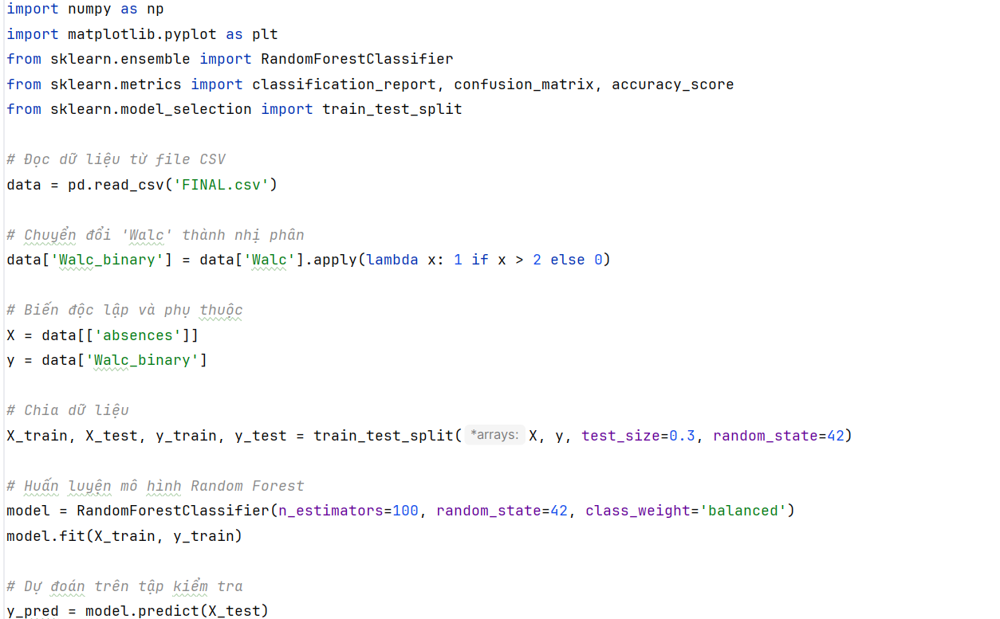 import numpy as np
import matplotlib.pyplot as plt
from sklearn.ensemble import RandomForestClassifier
from sklearn.metrics import classification_report, confusion_matrix, accuracy_score
from sklearn.model_selection import train_test_split
# Đọc dữ liệu từ file CSV
data = pd.read_csv('FINAL.csv')
# Chuyển đổi 'Walc' thành nhị phân
data['Walc_binary'] = data['Walc'].apply(lambda x: 1 if x > 2 else 0)
# Biến độc lập và phụ thuộc
X = data[['absences']]
y = data['Walc_binary']
# Chia dữ liệu
X_train, X_test, y_train, y_test = train_test_split( *arrays: X, y, test_size=0.3, random_state=42)
# Huấn luyện mô hình Random Forest
model = RandomForestClassifier(n_estimators=100, random_state=42, class_weight='balanced')
model.fit(X_train, y_train)
# Dự đoán trên tập kiểm tra
y_pred = model.predict(X_test)